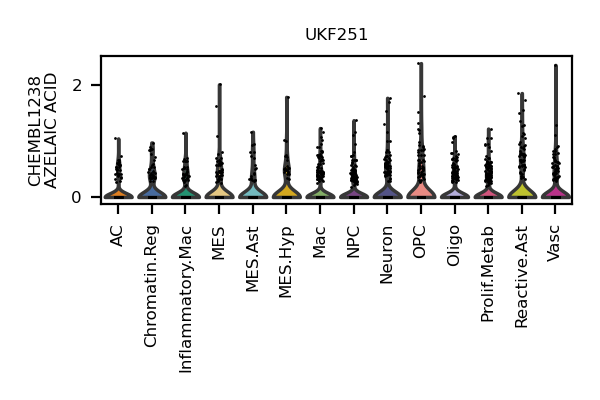 UKF251
CHEMBL1238
AZELAIC ACID
2
0
AC
Chromatin.Reg
Inflammatory.Mac
MES
MES.Ast
MES.Hyp
Mac
NPC
Neuron
OPC
Oligo
Prolif.Metab
Reactive.Ast
Vasc